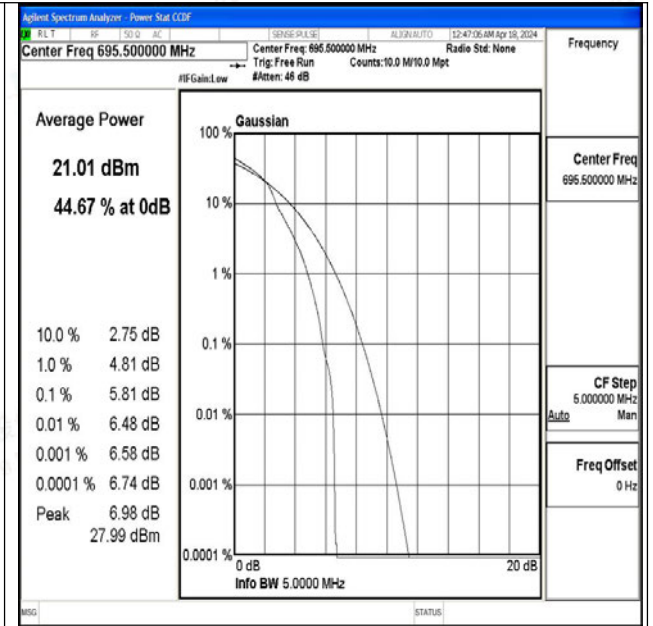 Agilent Spectrum Analyzer - Power Stat CCDF
RLT RF 50 Ω AC SENSE:PULSE ALIGN AUTO 12:47:05 AM Apr 18, 2024
Center Freq 695.500000 MHz
Center Freq: 695.500000 MHz Radio Std: None
Trig: Free Run Counts:10.0 M/10.0 Mpt
#IFGain:Low #Atten: 46 dB
Frequency
Average Power
21.01 dBm
44.67 % at 0dB
10.0 % 2.75 dB
1.0 % 4.81 dB
0.1 % 5.81 dB
0.01 % 6.48 dB
0.001 % 6.58 dB
0.0001 % 6.74 dB
Peak 6.98 dB
27.99 dBm
Gaussian
100 %
10 %
1 %
0.1 %
0.01 %
0.001 %
0.0001 %
0 dB 20 dB
Info BW 5.0000 MHz
Center Freq
695.500000 MHz
CF Step
5.000000 MHz
Auto Man
Freq Offset
0 Hz
MSG STATUS